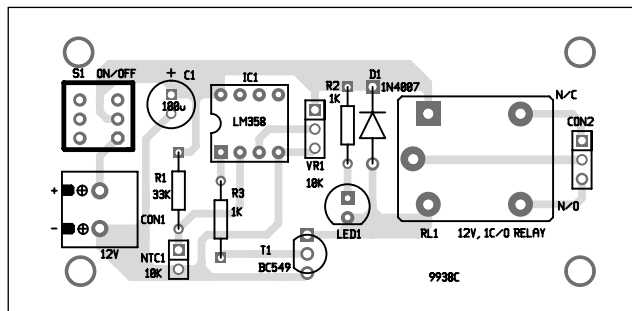 S1 ON/OFF
+ C1
100u
IC1
LM358
R2
1K
D1
1N4007
N/C
CON2
VR1
10K
R1
33K
R3
1K
CON1
+
-
12V
NTC1
10K
T1
BC549
LED1
RL1 12V, 1C/O RELAY
N/O
9938C